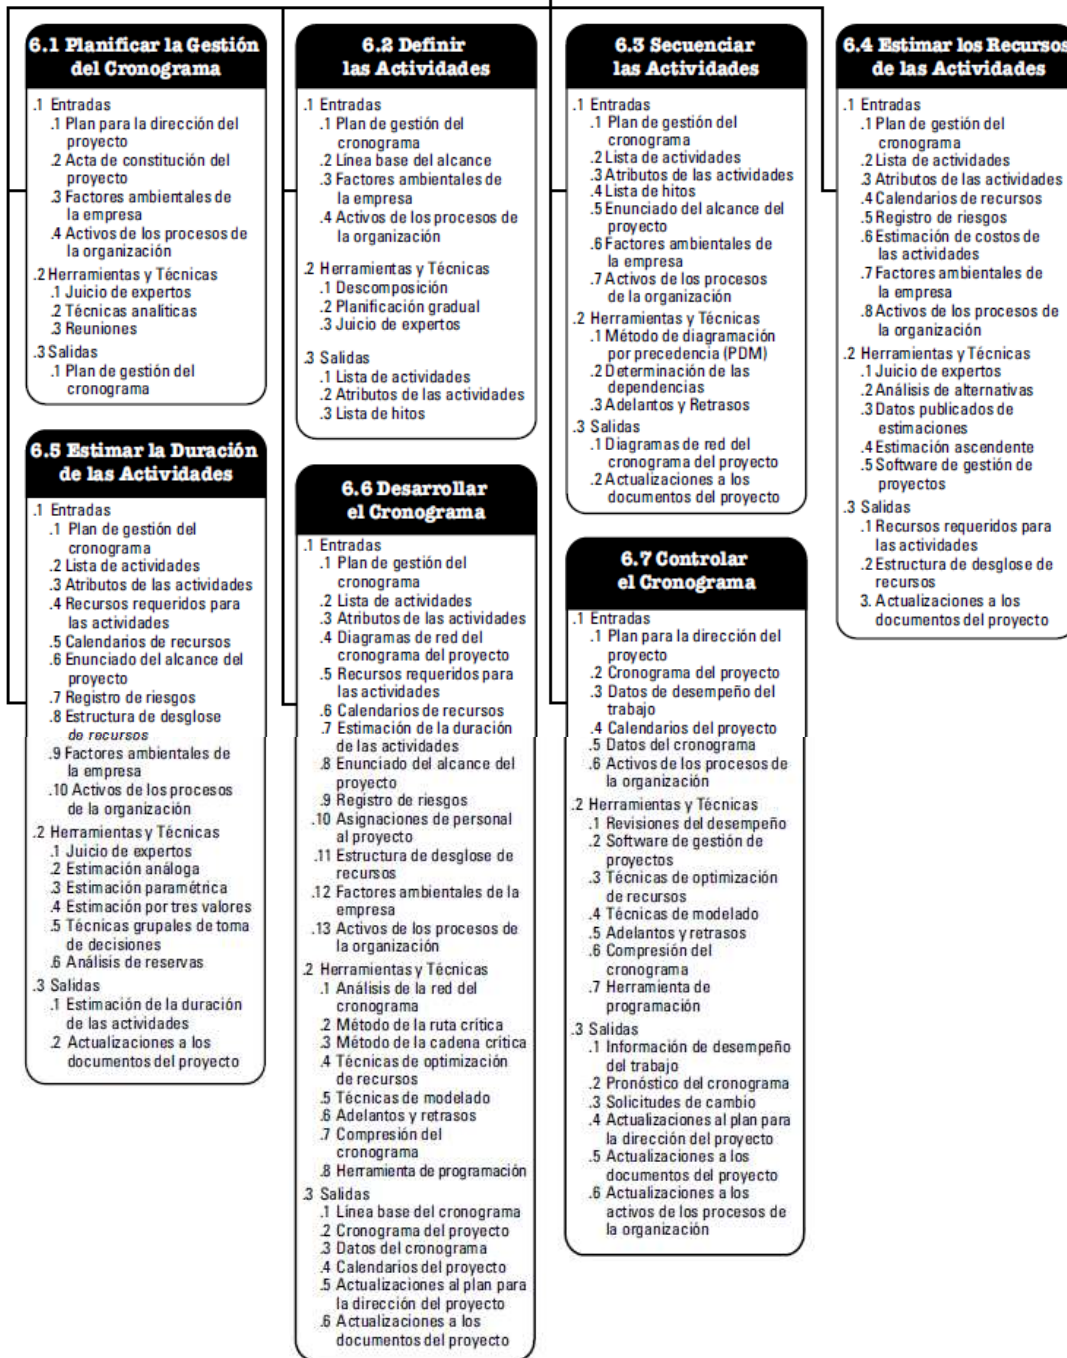 6.1 Planificar la Gestión
del Cronograma
.1 Entradas
.1 Plan para la dirección del
proyecto
.2 Acta de constitución del
proyecto
.3 Factores ambientales de
la empresa
.4 Activos de los procesos de
la organización
.2 Herramientas y Técnicas
.1 Juicio de expertos
.2 Técnicas analíticas
.3 Reuniones
.3 Salidas
.1 Plan de gestión del
cronograma
6.2 Definir
las Actividades
.1 Entradas
.1 Plan de gestión del
cronograma
.2 Línea base del alcance
.3 Factores ambientales de
la empresa
.4 Activos de los procesos de
la organización
.2 Herramientas y Técnicas
.1 Descomposición
.2 Planificación gradual
.3 Juicio de expertos
.3 Salidas
.1 Lista de actividades
.2 Atributos de las actividades
.3 Lista de hitos
6.3 Secuenciar
las Actividades
.1 Entradas
.1 Plan de gestión del
cronograma
.2 Lista de actividades
.3 Atributos de las actividades
.4 Lista de hitos
.5 Enunciado del alcance del
proyecto
.6 Factores ambientales de
la empresa
.7 Activos de los procesos
de la organización
.2 Herramientas y Técnicas
.1 Método de diagramación
por precedencia (PDM)
.2 Determinación de las
dependencias
.3 Adelantos y Retrasos
.3 Salidas
.1 Diagramas de red del
cronograma del proyecto
.2 Actualizaciones a los
documentos del proyecto
6.4 Estimar los Recursos
de las Actividades
.1 Entradas
.1 Plan de gestión del
cronograma
.2 Lista de actividades
.3 Atributos de las actividades
.4 Calendarios de recursos
.5 Registro de riesgos
.6 Estimación de costos de
las actividades
.7 Factores ambientales de
la empresa
.8 Activos de los procesos de
la organización
.2 Herramientas y Técnicas
.1 Juicio de expertos
.2 Análisis de alternativas
.3 Datos publicados de
estimaciones
.4 Estimación ascendente
.5 Software de gestión de
proyectos
.3 Salidas
.1 Recursos requeridos para
las actividades
.2 Estructura de desglose de
recursos
3. Actualizaciones a los
documentos del proyecto
6.5 Estimar la Duración
de las Actividades
.1 Entradas
.1 Plan de gestión del
cronograma
.2 Lista de actividades
.3 Atributos de las actividades
.4 Recursos requeridos para
las actividades
.5 Calendarios de recursos
.6 Enunciado del alcance del
proyecto
.7 Registro de riesgos
.8 Estructura de desglose
de recursos
.9 Factores ambientales de
la empresa
.10 Activos de los procesos
de la organización
.2 Herramientas y Técnicas
.1 Juicio de expertos
.2 Estimación análoga
.3 Estimación paramétrica
.4 Estimación por tres valores
.5 Técnicas grupales de toma
de decisiones
.6 Análisis de reservas
.3 Salidas
.1 Estimación de la duración
de las actividades
.2 Actualizaciones a los
documentos del proyecto
6.6 Desarrollar
el Cronograma
.1 Entradas
.1 Plan de gestión del
cronograma
.2 Lista de actividades
.3 Atributos de las actividades
.4 Diagramas de red del
cronograma del proyecto
.5 Recursos requeridos para
las actividades
.6 Calendarios de recursos
.7 Estimación de la duración
de las actividades
.8 Enunciado del alcance del
proyecto
.9 Registro de riesgos
.10 Asignaciones de personal
al proyecto
.11 Estructura de desglose de
recursos
.12 Factores ambientales de la
empresa
.13 Activos de los procesos de
la organización
.2 Herramientas y Técnicas
.1 Análisis de la red del
cronograma
.2 Método de la ruta crítica
.3 Método de la cadena crítica
.4 Técnicas de optimización
de recursos
.5 Técnicas de modelado
.6 Adelantos y retrasos
.7 Compresión del
cronograma
.8 Herramienta de programación
.3 Salidas
.1 Línea base del cronograma
.2 Cronograma del proyecto
.3 Datos del cronograma
.4 Calendarios del proyecto
.5 Actualizaciones al plan para
la dirección del proyecto
.6 Actualizaciones a los
documentos del proyecto
6.7 Controlar
el Cronograma
.1 Entradas
.1 Plan para la dirección del
proyecto
.2 Cronograma del proyecto
.3 Datos de desempeño del
trabajo
.4 Calendarios del proyecto
.5 Datos del cronograma
.6 Activos de los procesos de
la organización
.2 Herramientas y Técnicas
.1 Revisiones del desempeño
.2 Software de gestión de
proyectos
.3 Técnicas de optimización
de recursos
.4 Técnicas de modelado
.5 Adelantos y retrasos
.6 Compresión del
cronograma
.7 Herramienta de
programación
.3 Salidas
.1 Información de desempeño
del trabajo
.2 Pronóstico del cronograma
.3 Solicitudes de cambio
.4 Actualizaciones al plan para
la dirección del proyecto
.5 Actualizaciones a los
documentos del proyecto
.6 Actualizaciones a los
activos de los procesos de
la organización